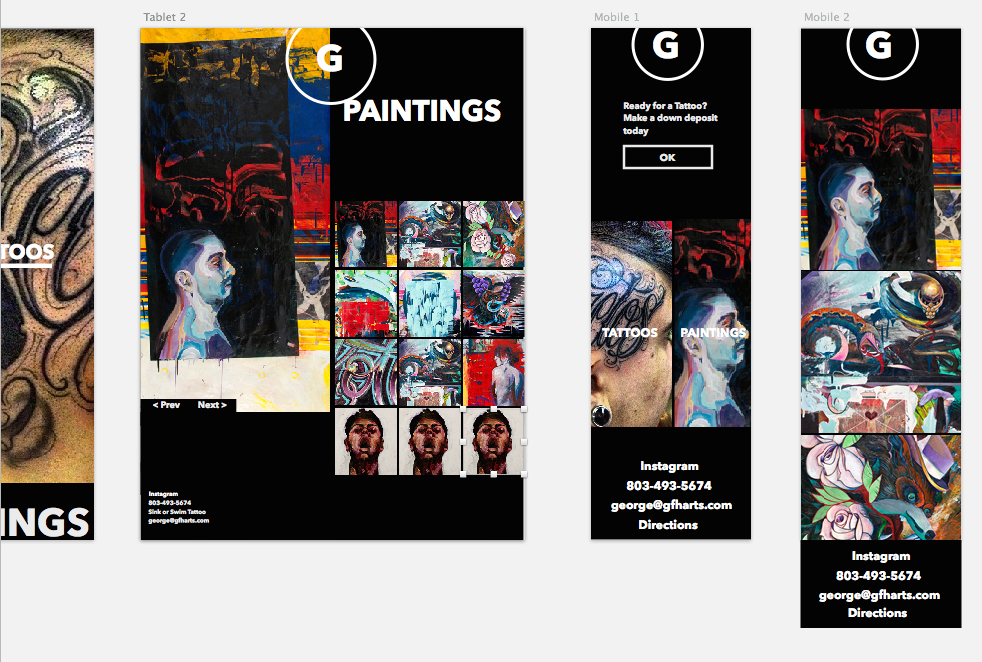 Tablet 2
Mobile 1
Mobile 2
TOOS
INGS
G
PAINTINGS
< Prev Next >
Instagram
803-493-5674
Sink or Swim Tattoo
george@gfharts.com
G
Ready for a Tattoo?
Make a down deposit
today
OK
TATTOOS
PAINTINGS
Instagram
803-493-5674
george@gfharts.com
Directions
G
Instagram
803-493-5674
george@gfharts.com
Directions